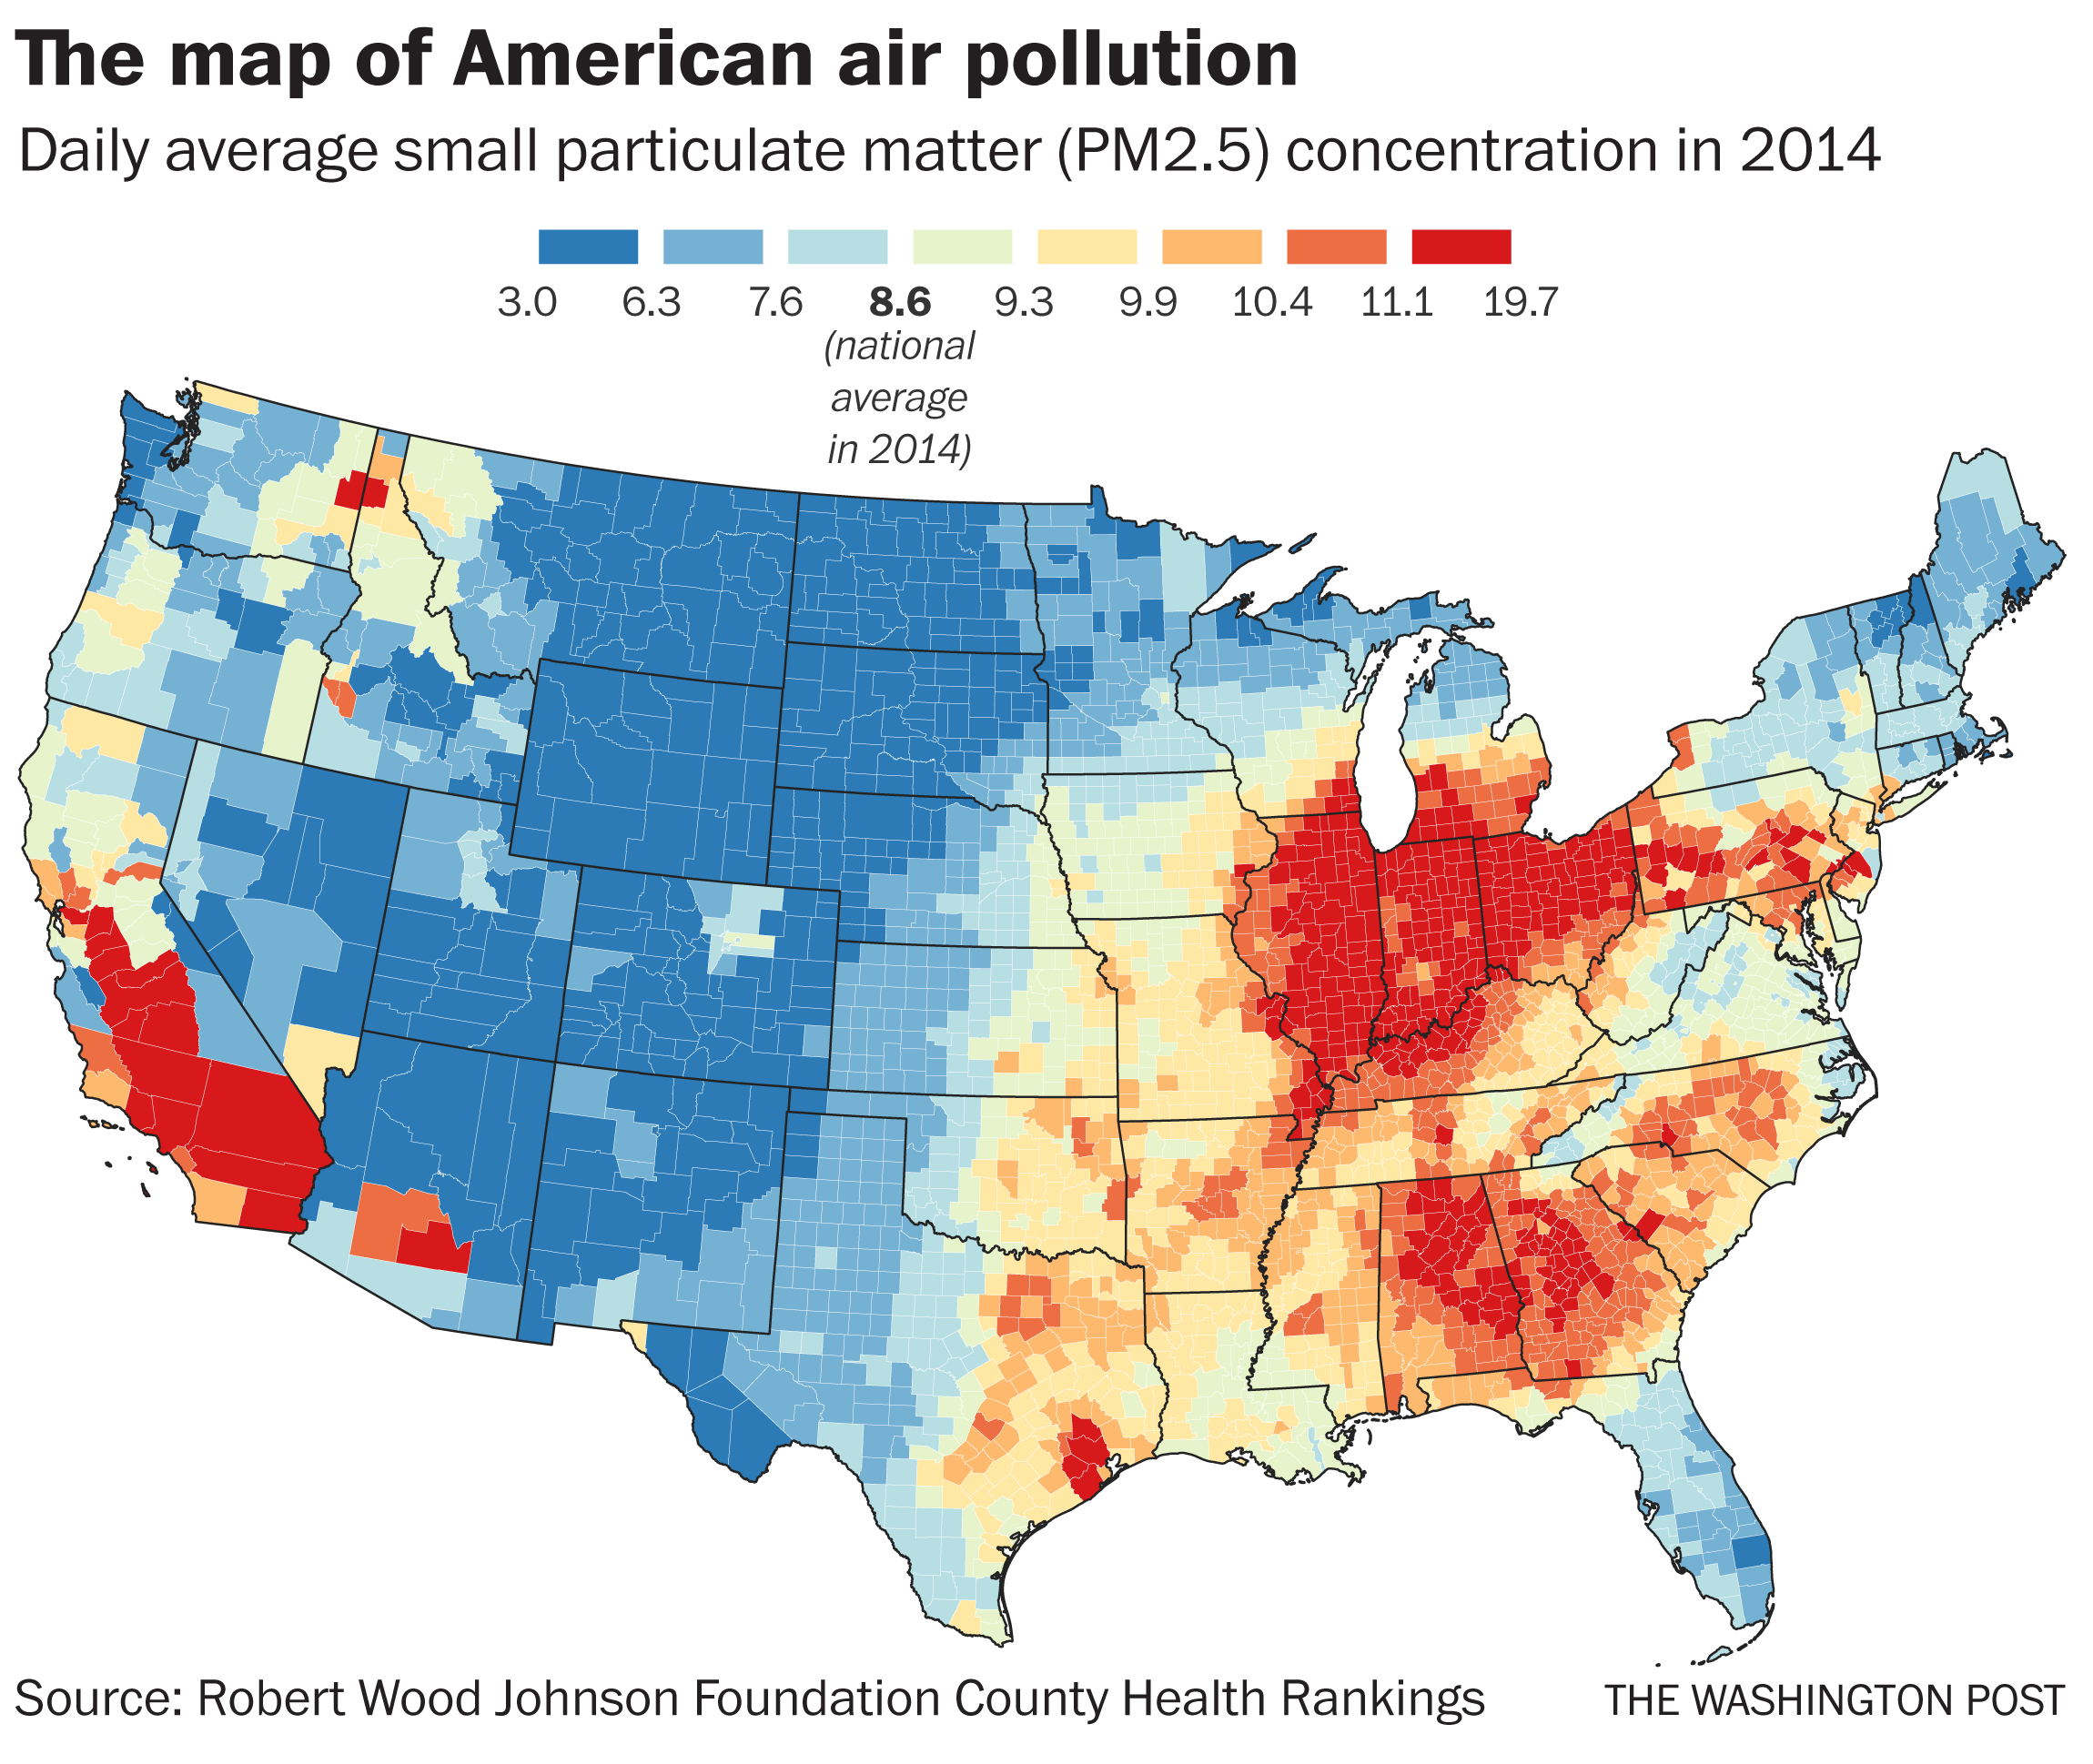 The map of American air pollution
Daily average small particulate matter (PM2.5) concentration in 2014
3.0 6.3 7.6 8.6 9.3 9.9 10.4 11.1 19.7
(national
average
in 2014)
Source: Robert Wood Johnson Foundation County Health Rankings
THE WASHINGTON POST